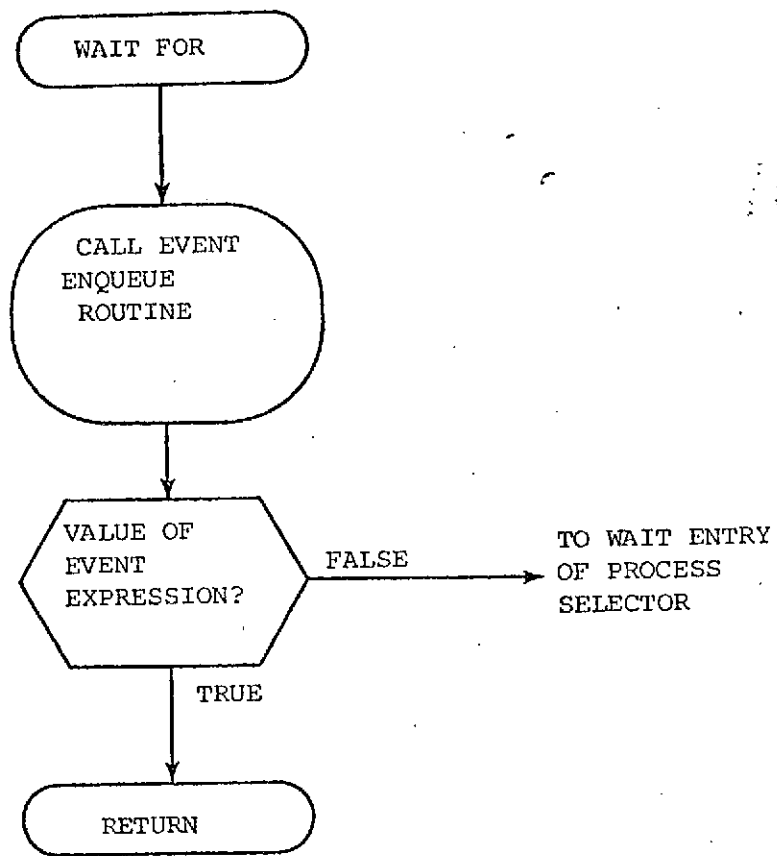 WAIT FOR
CALL EVENT
ENQUEUE
ROUTINE
VALUE OF
EVENT
EXPRESSION?
FALSE
TO WAIT ENTRY
OF PROCESS
SELECTOR
TRUE
RETURN